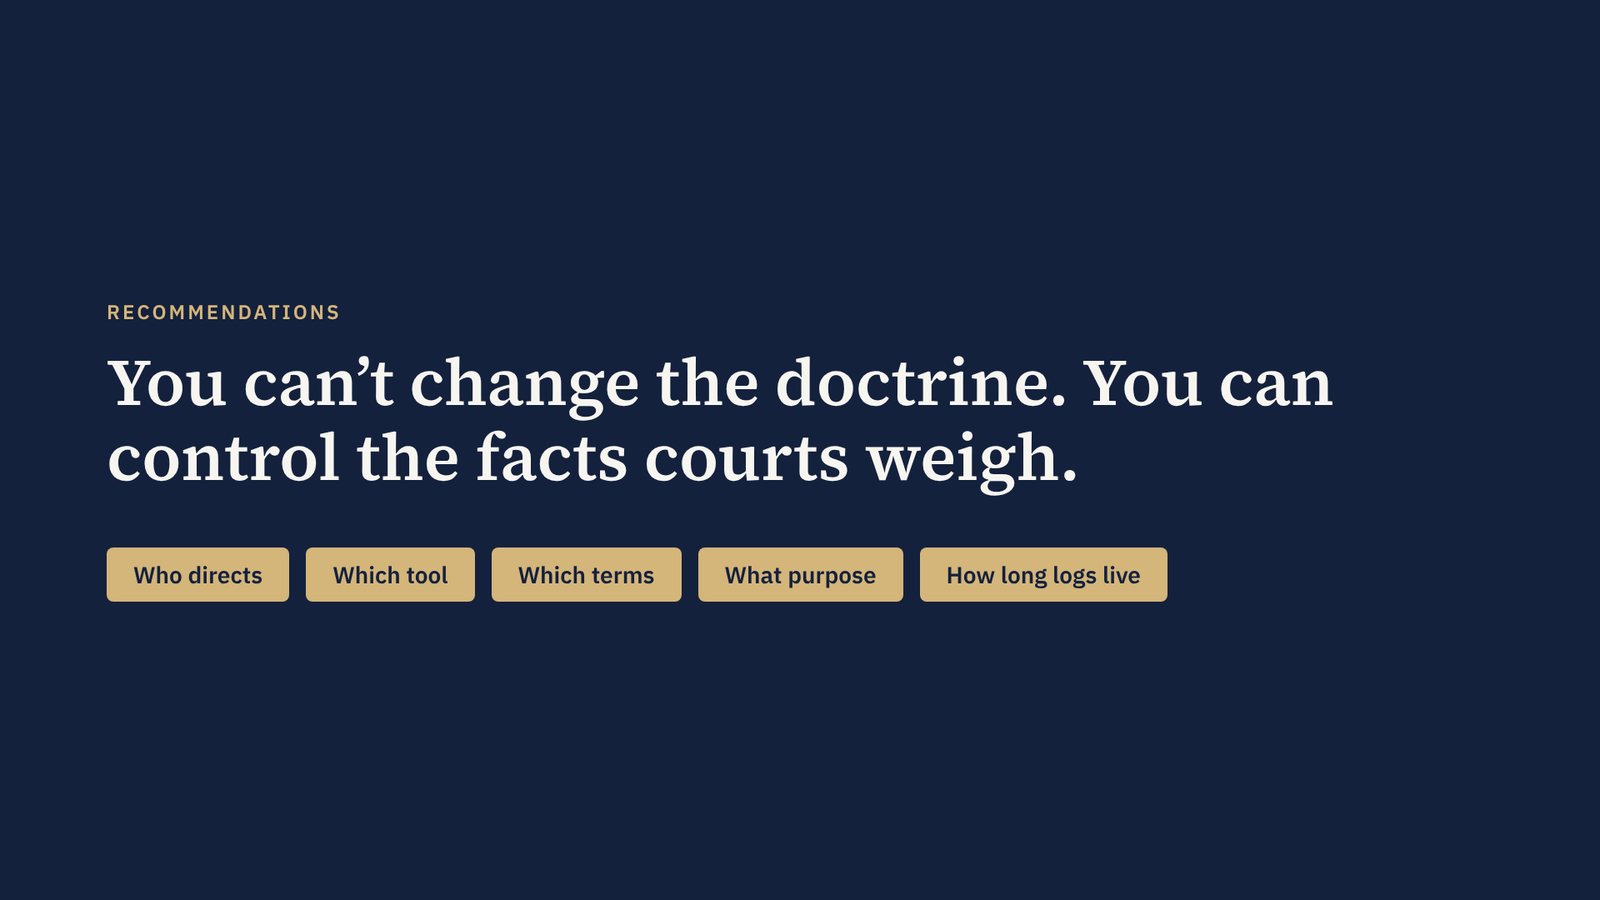 RECOMMENDATIONS
You can’t change the doctrine. You can
control the facts courts weigh.
Who directs
Which tool
Which terms
What purpose
How long logs live